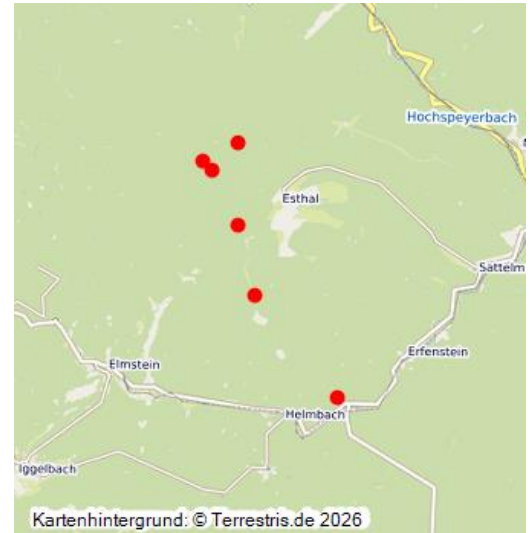 Hochspeyerbach
Esthal
Sattelm
Erfenstein
Elmstein
Helmbach
Iggelbach
Kartenhintergrund: © Terrestris.de 2026